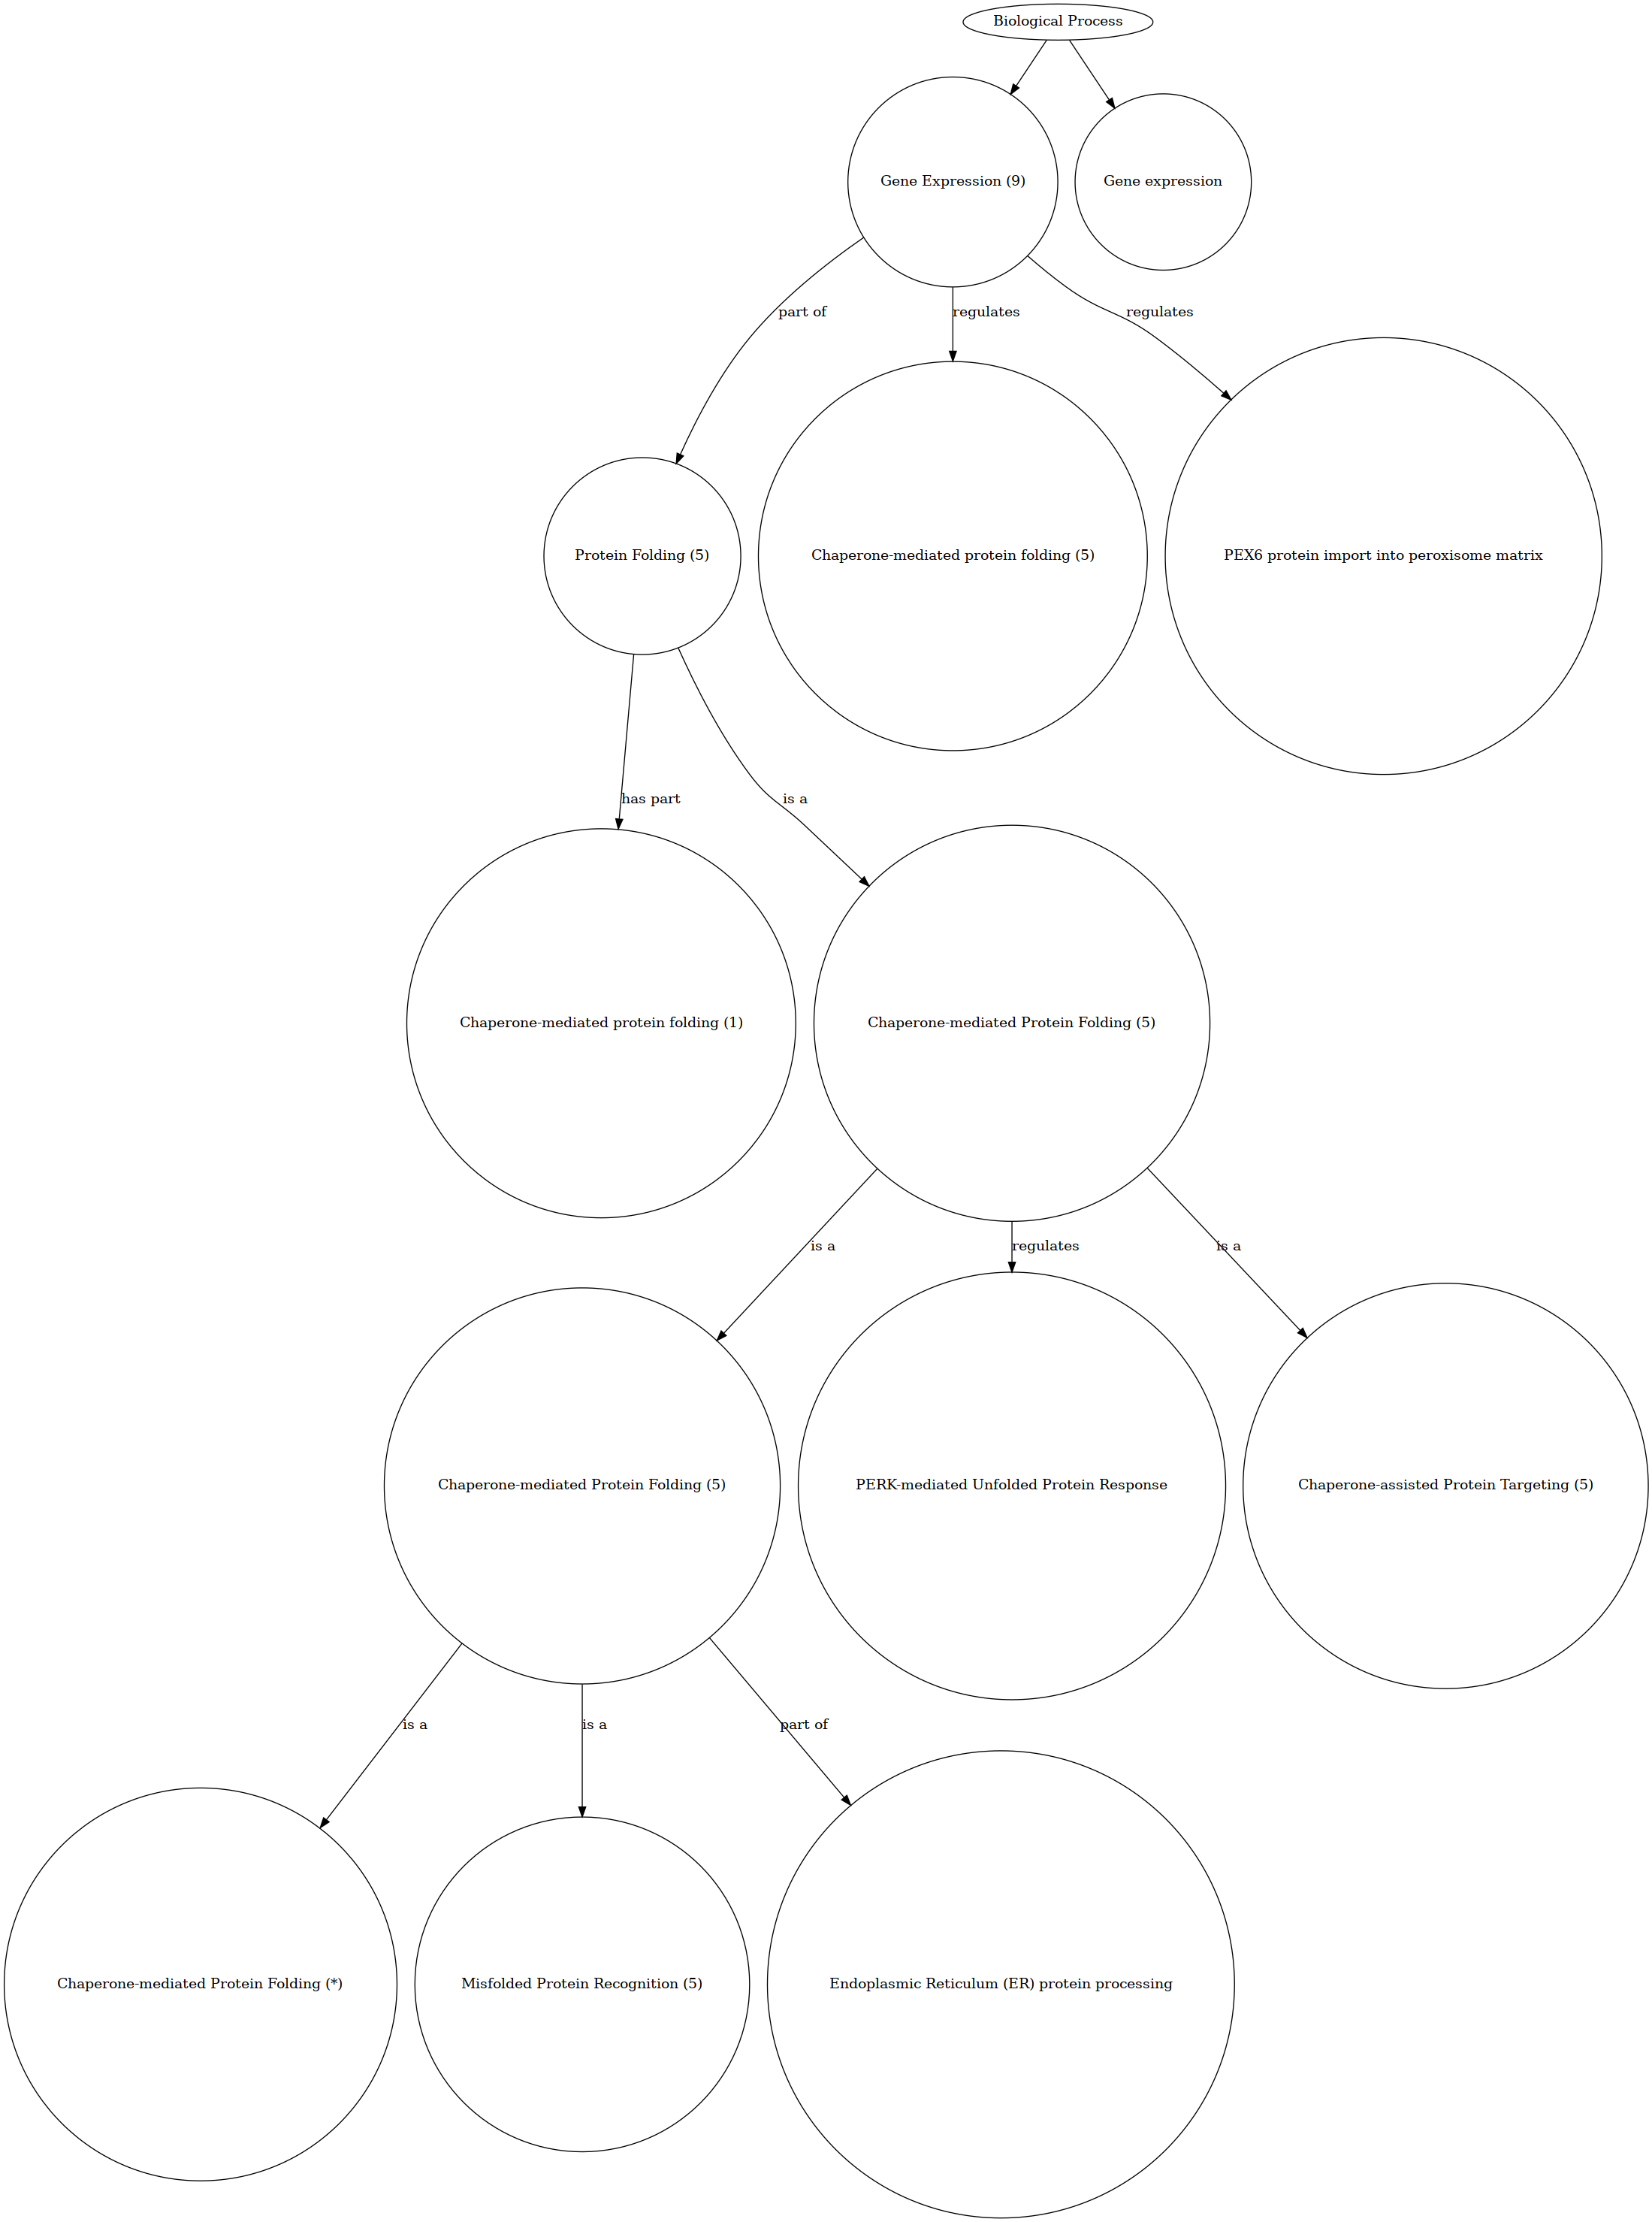 Biological Process
Gene Expression (9)
Gene expression
part of
regulates
regulates
Protein Folding (5)
Chaperone-mediated protein folding (5)
PEX6 protein import into peroxisome matrix
has part
is a
Chaperone-mediated protein folding (1)
Chaperone-mediated Protein Folding (5)
is a
regulates
is a
Chaperone-mediated Protein Folding (5)
PERK-mediated Unfolded Protein Response
Chaperone-assisted Protein Targeting (5)
is a
is a
part of
Chaperone-mediated Protein Folding (*)
Misfolded Protein Recognition (5)
Endoplasmic Reticulum (ER) protein processing